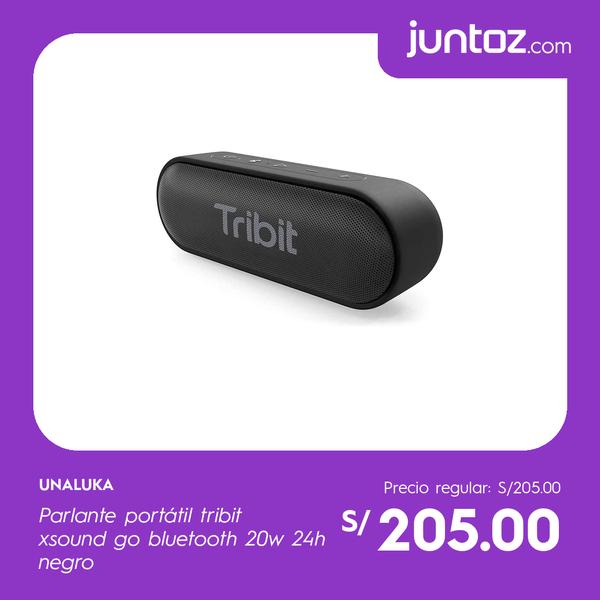 juntoz.com
Tribit
UNALUKA
Parlante portátil tribit
xsound go bluetooth 20w 24h
negro
Precio regular: S/205.00
S/ 205.00